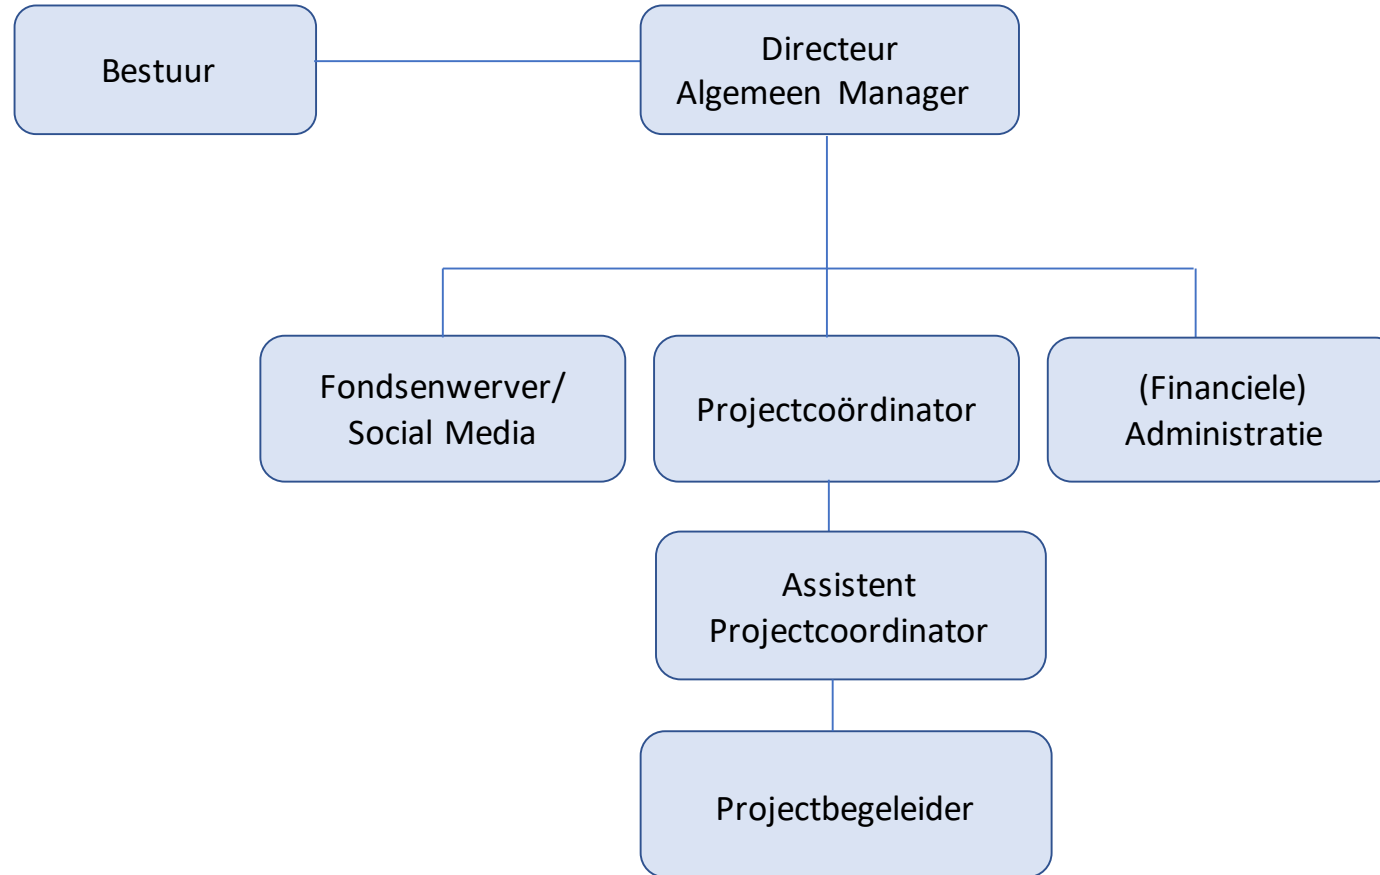 Bestuur
Directeur
Algemeen Manager
Fondsenwerver/
Social Media
Projectcoördinator
(Financiele)
Administratie
Assistent
Projectcoordinator
Projectbegeleider